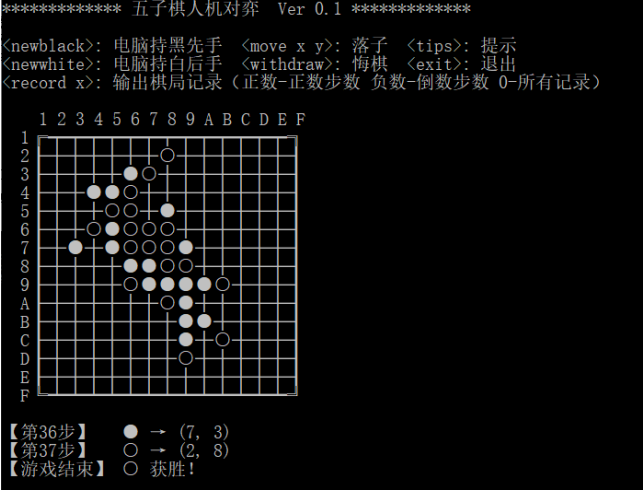 ************* 五子棋人机对弈  Ver 0.1 *************
<newblack>: 电脑持黑先手  <move x y>: 落子  <tips>: 提示
<newwhite>: 电脑持白后手  <withdraw>: 悔棋  <exit>: 退出
<record x>: 输出棋局记录（正数-正数步数 负数-倒数步数 0-所有记录）
1 2 3 4 5 6 7 8 9 A B C D E F
1
2
3
4
5
6
7
8
9
A
B
C
D
E
F
【第36步】 ● → (7, 3)
【第37步】 ○ → (2, 8)
【游戏结束】 ○ 获胜!